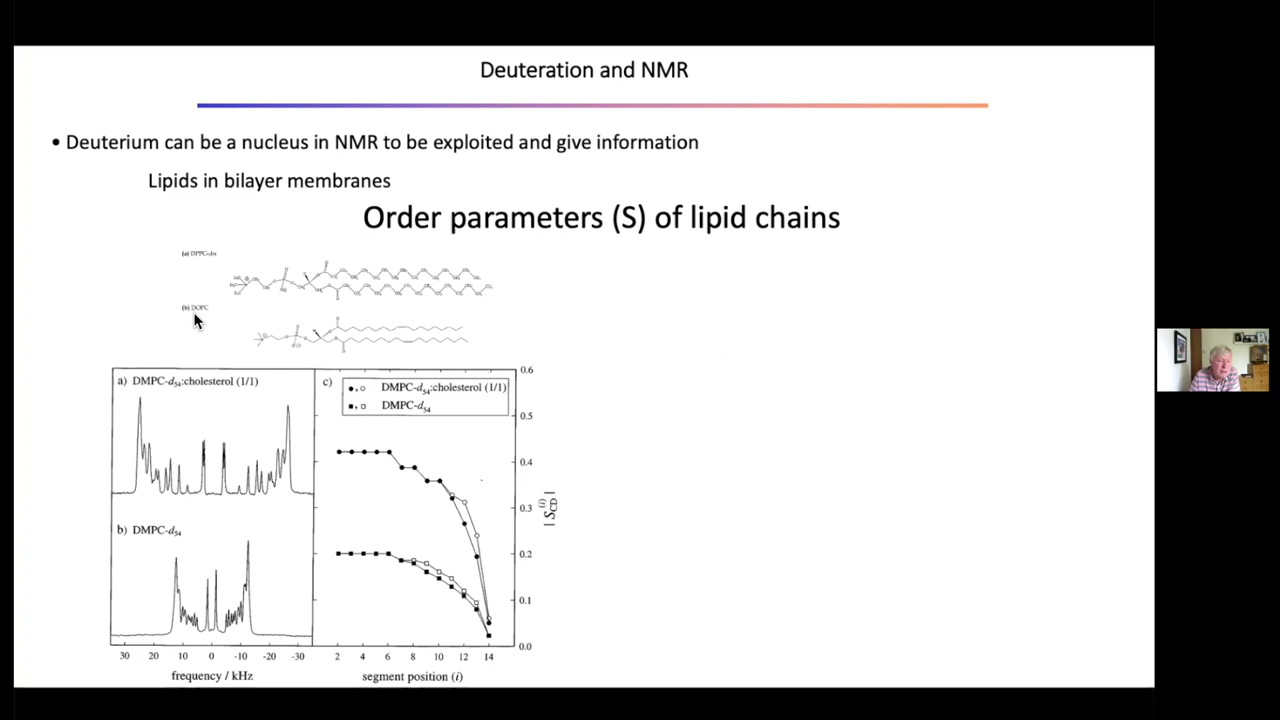 Deuteration and NMR
• Deuterium can be a nucleus in NMR to be exploited and give information
Lipids in bilayer membranes
Order parameters (S) of lipid chains
(b) DOPC
a) DMPC-d54:cholesterol (1/1)
c)
DMPC-d54:cholesterol (1/1)
DMPC-d54
b) DMPC-d54
0.6
0.5
0.4
0.3
0.2
0.1
0.0
|S(i)CD|
30 20 10 0 -10 -20 -30
2 4 6 8 10 12 14
frequency / kHz
segment position (i)